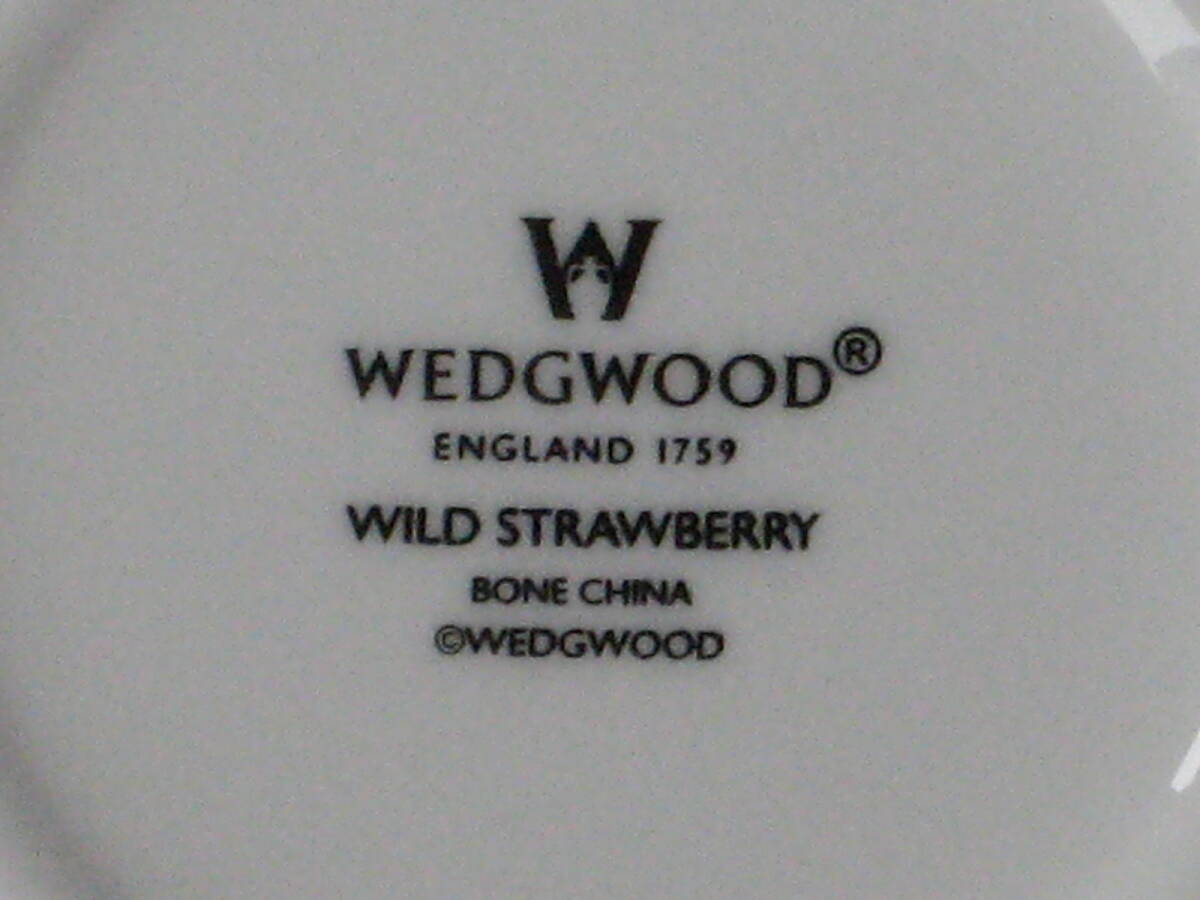 W
WEDGWOOD®
ENGLAND 1759
WILD STRAWBERRY
BONE CHINA
©WEDGWOOD